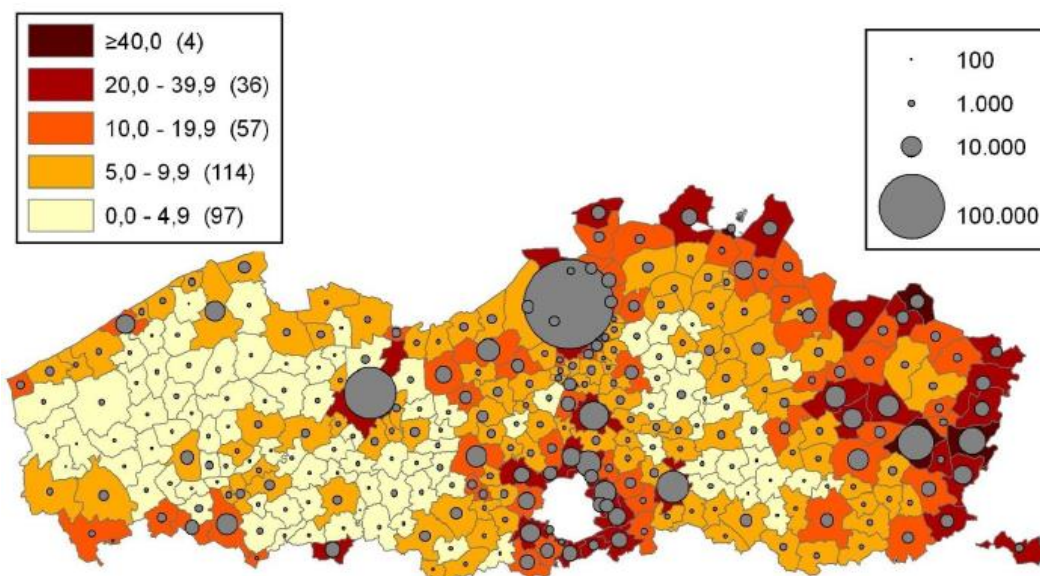 ≥40,0 (4)
20,0 - 39,9 (36)
10,0 - 19,9 (57)
5,0 - 9,9 (114)
0,0 - 4,9 (97)
100
1.000
10.000
100.000